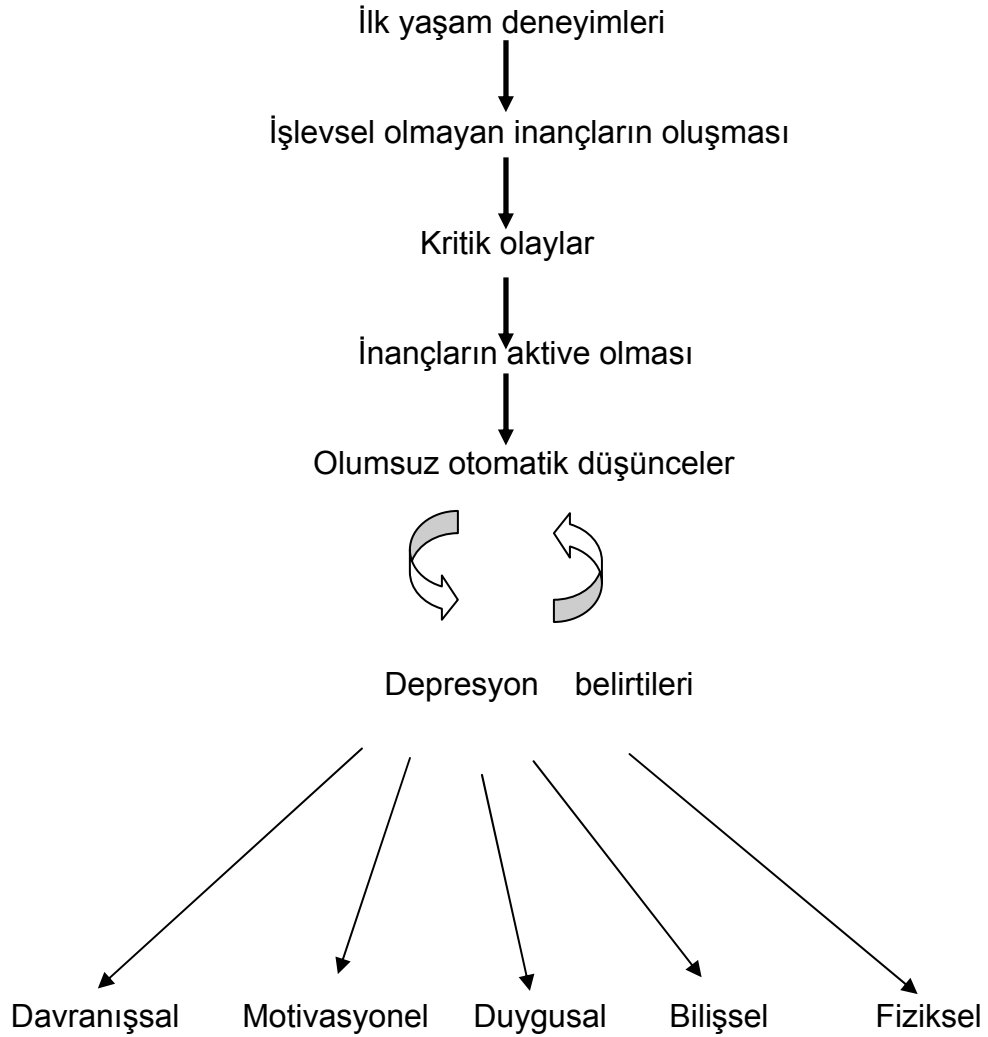 İlk yaşam deneyimleri
İşlevsel olmayan inançların oluşması
Kritik olaylar
İnançların aktive olması
Olumsuz otomatik düşünceler
Depresyon belirtileri
Davranışsal Motivasyonel Duygusal Bilişsel Fiziksel